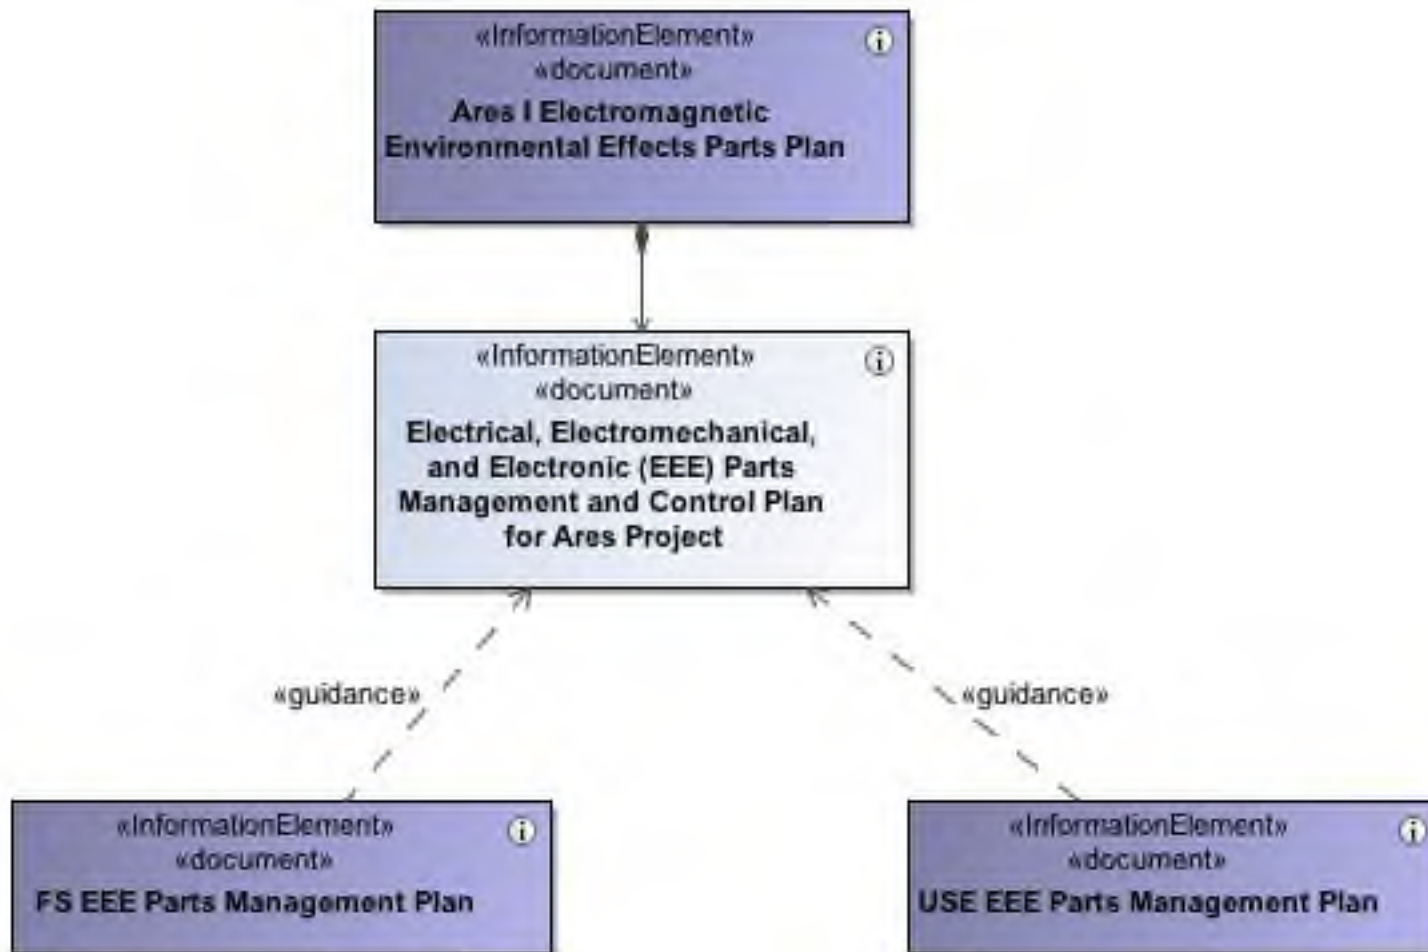 «InformationElement»
«document»
Ares I Electromagnetic
Environmental Effects Parts Plan
«InformationElement»
«document»
Electrical, Electromechanical,
and Electronic (EEE) Parts
Management and Control Plan
for Ares Project
«guidance»
«guidance»
«InformationElement»
«document»
FS EEE Parts Management Plan
«InformationElement»
«document»
USE EEE Parts Management Plan